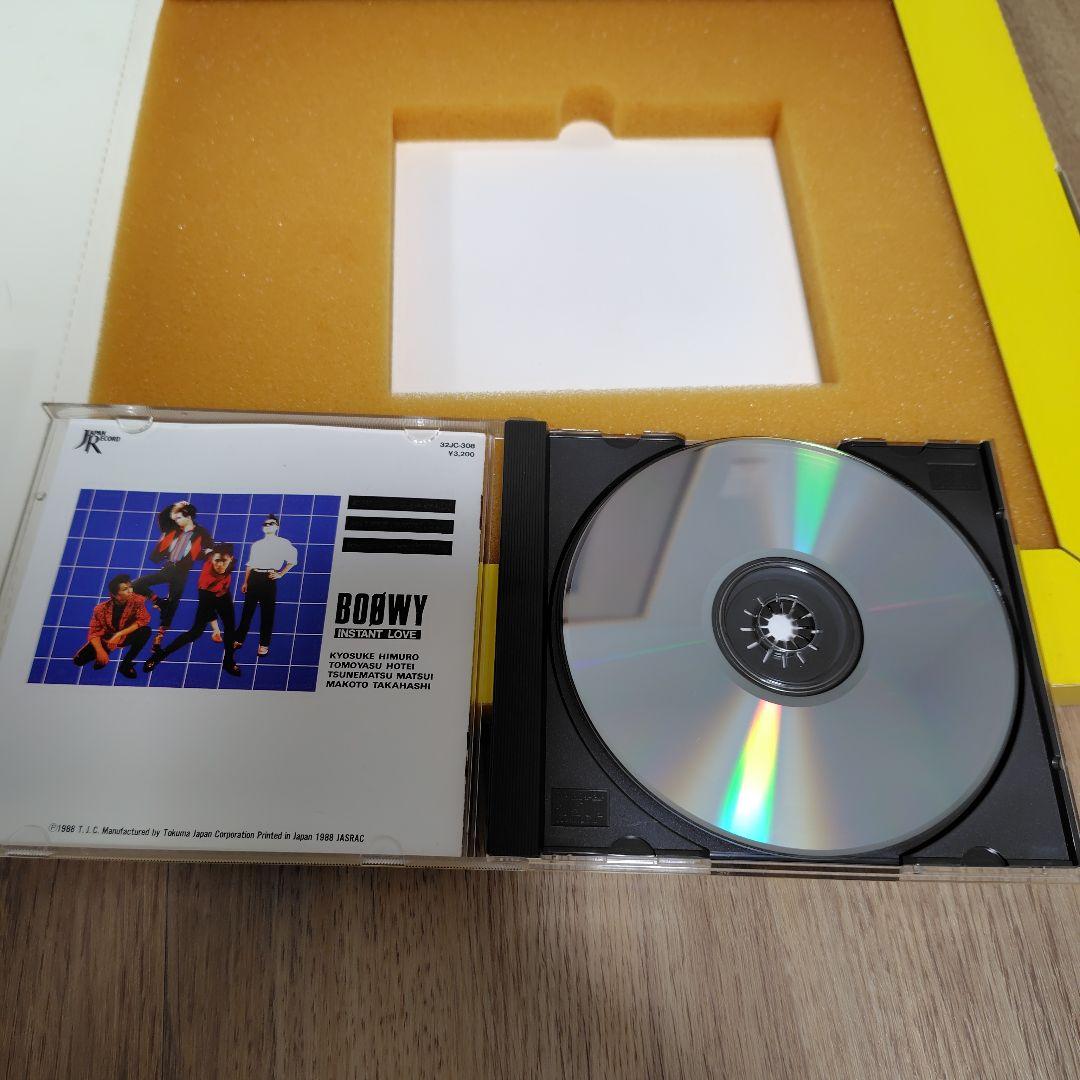 JAPAN
RECORD
32JC-308
¥3,200
BOØWY
INSTANT LOVE
KYOSUKE HIMURO
TOMOYASU HOTEI
TSUNEMATSU MATSUI
MAKOTO TAKAHASHI
Ⓟ1988 T.J.C. Manufactured by Tokuma Japan Corporation Printed in Japan 1988 JASRAC